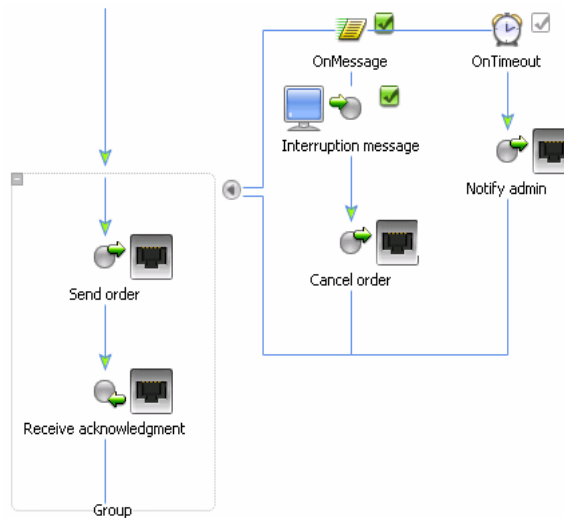 OnMessage
OnTimeout
Interruption message
Notify admin
Cancel order
Send order
Receive acknowledgment
Group